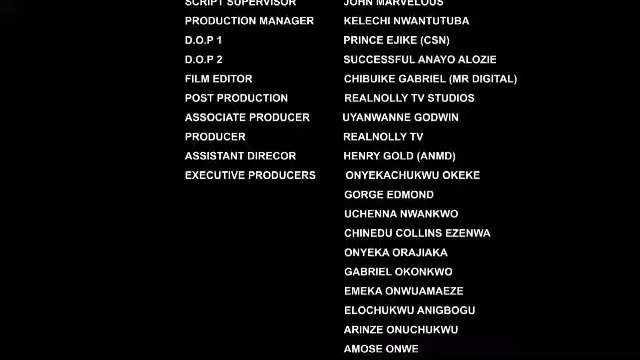 SCRIPT SUPERVISOR JOHN MARVELOUS
PRODUCTION MANAGER KELECHI NWANTUTUBA
D.O.P 1 PRINCE EJIKE (CSN)
D.O.P 2 SUCCESSFUL ANAYO ALOZIE
FILM EDITOR CHIBUIKE GABRIEL (MR DIGITAL)
POST PRODUCTION REALNOLLY TV STUDIOS
ASSOCIATE PRODUCER UYANWANNE GODWIN
PRODUCER REALNOLLY TV
ASSISTANT DIRECOR HENRY GOLD (ANMD)
EXECUTIVE PRODUCERS ONYEKACHUKWU OKEKE
GORGE EDMOND
UCHENNA NWANKWO
CHINEDU COLLINS EZENWA
ONYEKA ORAJIAKA
GABRIEL OKONKWO
EMEKA ONWUAMAEZE
ELOCHUKWU ANIGBOGU
ARINZE ONUCHUKWU
AMOSE ONWE